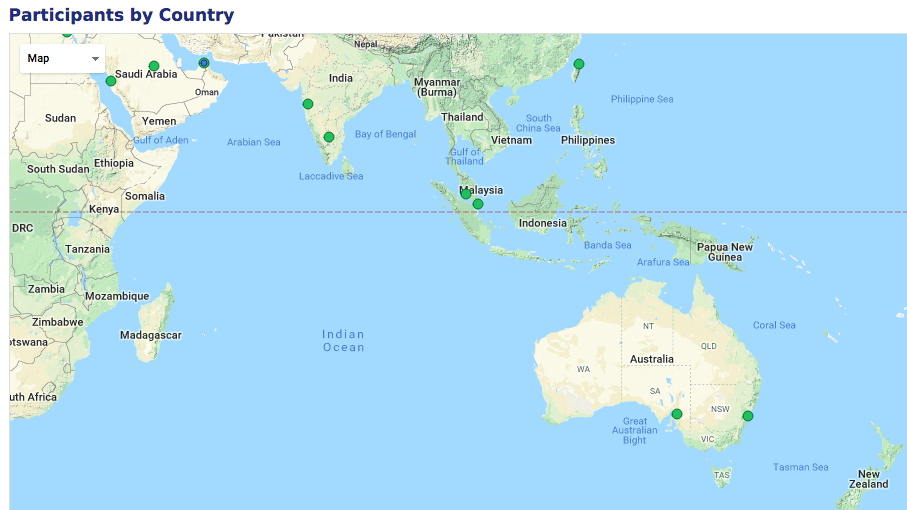 Participants by Country
Map
Pakistan
Nepal
Saudi Arabia
India
Myanmar
(Burma)
Oman
Philippine Sea
Sudan
Yemen
Thailand
South
China Sea
Gulf of Aden
Arabian Sea
Bay of Bengal
Vietnam
Philippines
Gulf of
Thailand
Ethiopia
South Sudan
Laccadive Sea
Somalia
Malaysia
Kenya
DRC
Indonesia
Tanzania
Banda Sea
Papua New
Guinea
Arafura Sea
Zambia
Mozambique
Zimbabwe
Madagascar
otswana
Indian
Ocean
NT
Coral Sea
QLD
Australia
WA
SA
uth Africa
NSW
Great
Australian
Bight
VIC
TAS
Tasman Sea
New
Zealand